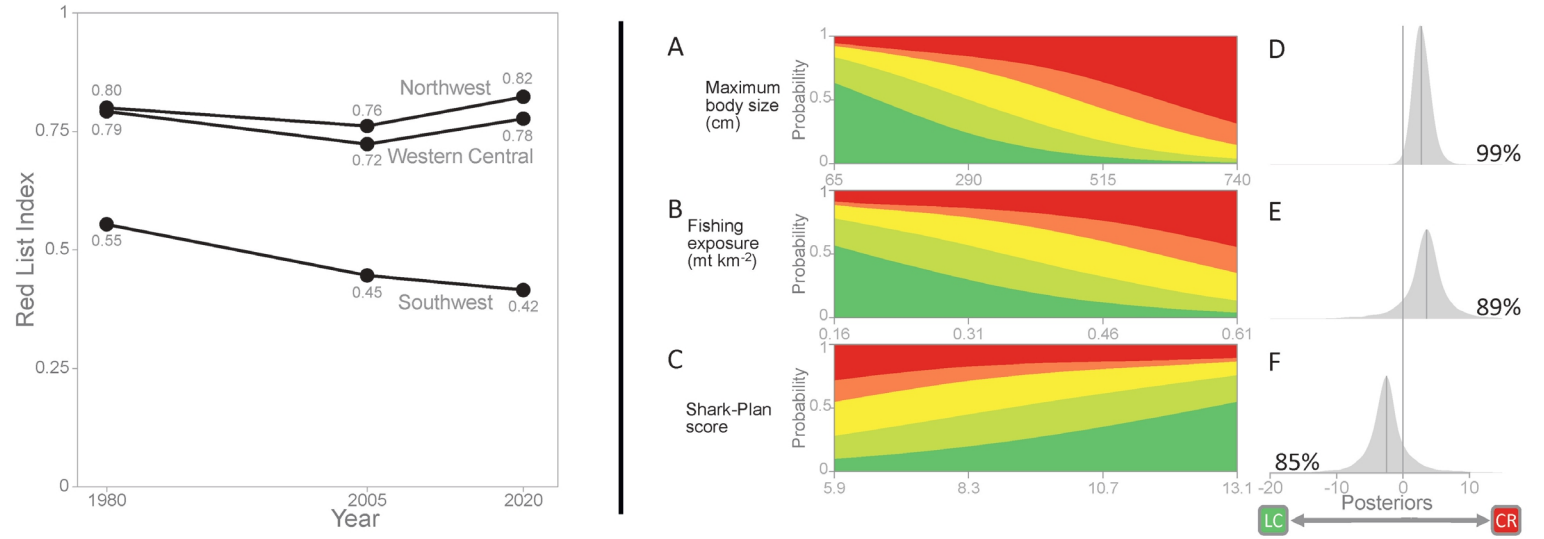 1
0.75
0.5
0.25
0
Red List Index
0.80
0.79
0.76
0.72
Northwest
0.82
0.78
Western Central
0.55
0.45
Southwest
0.42
1980
2005
2020
Year
A
Maximum
body size
(cm)
Probability
1
0.5
0
65
290
515
740
D
99%
B
Fishing
exposure
(mt km-2)
Probability
1
0.5
0
0.16
0.31
0.46
0.61
E
89%
C
Shark-Plan
score
Probability
1
0.5
0
5.9
8.3
10.7
13.1
F
85%
-20
-10
0
10
Posteriors
LC
CR